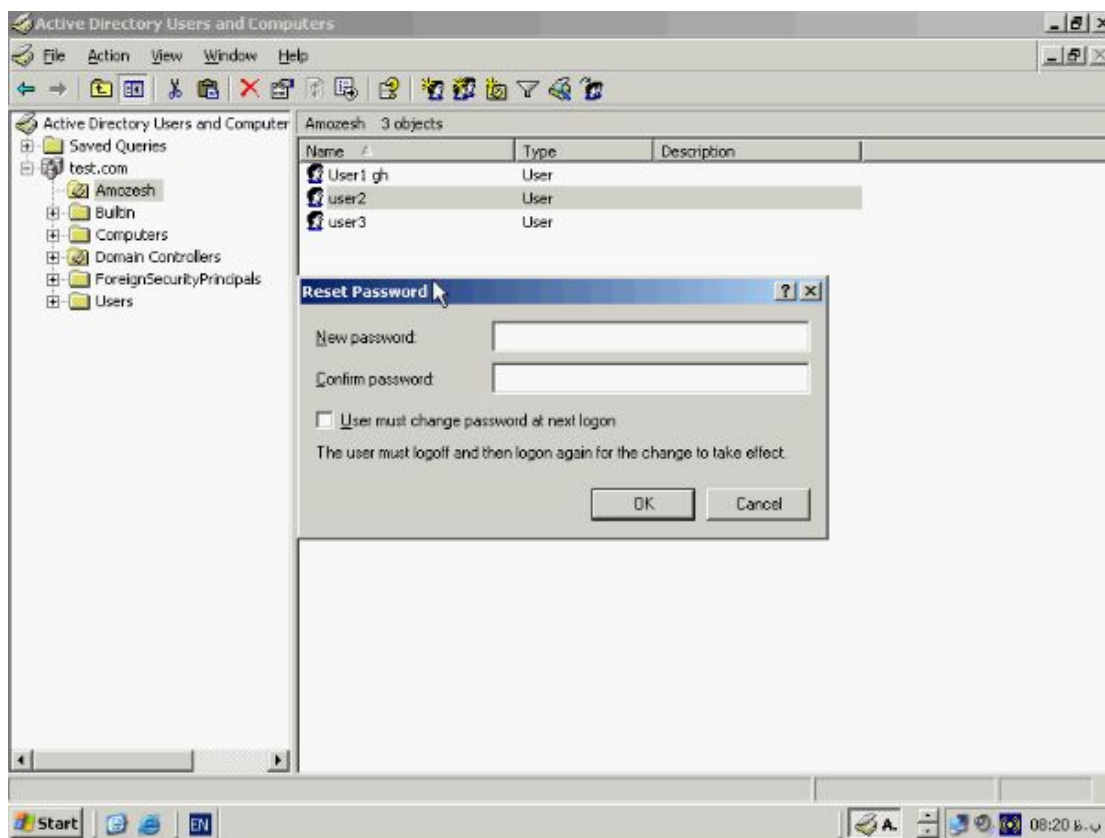 Active Directory Users and Computers
File Action View Window Help
Active Directory Users and Computer
Saved Queries
test.com
Amozesh
Builtin
Computers
Domain Controllers
ForeignSecurityPrincipals
Users
Amozesh 3 objects
Name Type Description
User1 gh User
user2 User
user3 User
Reset Password
New password:
Confirm password:
User must change password at next logon
The user must logoff and then logon again for the change to take effect.
OK Cancel
Start EN A. 08:20 ب.ظ